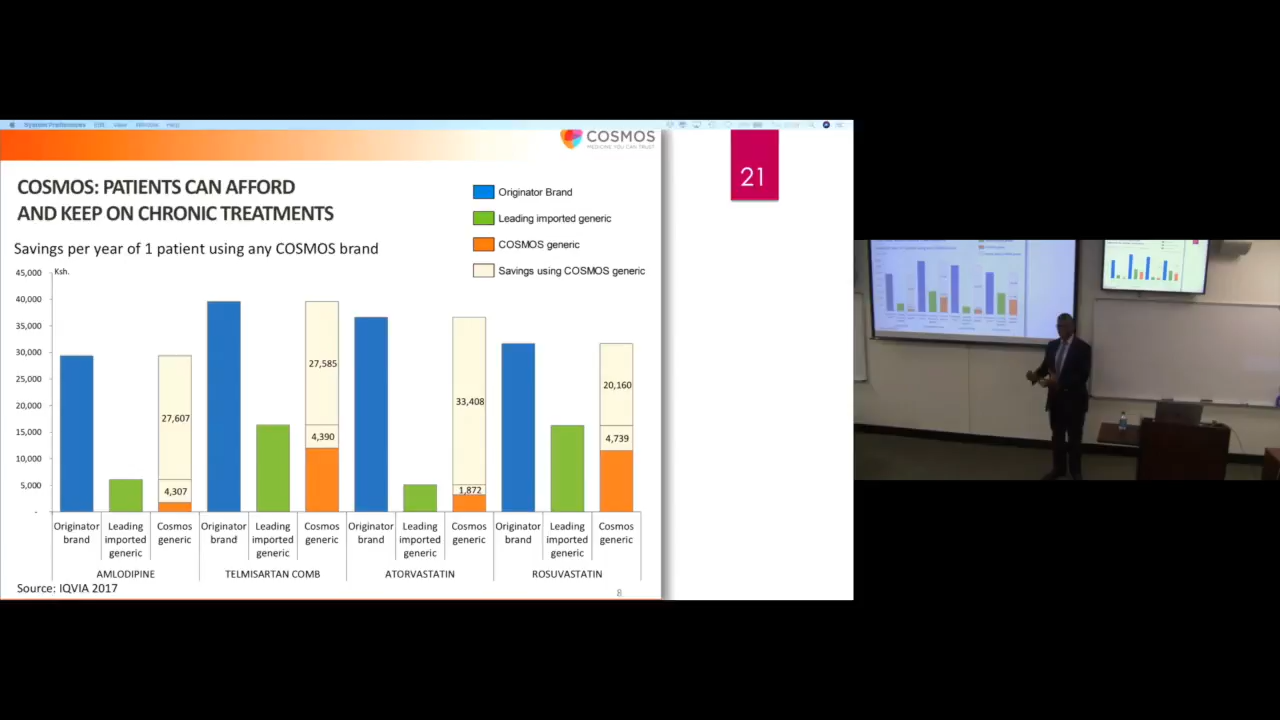 COSMOS
MEDICINE YOU CAN TRUST
21
COSMOS: PATIENTS CAN AFFORD
AND KEEP ON CHRONIC TREATMENTS
Originator Brand
Leading imported generic
COSMOS generic
Savings using COSMOS generic
Savings per year of 1 patient using any COSMOS brand
45,000
Ksh.
40,000
35,000
30,000
25,000
20,000
15,000
10,000
5,000
-
27,607
4,307
27,585
4,390
33,408
1,872
20,160
4,739
Originator brand
Leading imported generic
Cosmos generic
Originator brand
Leading imported generic
Cosmos generic
Originator brand
Leading imported generic
Cosmos generic
Originator brand
Leading imported generic
Cosmos generic
AMLODIPINE
TELMISARTAN COMB
ATORVASTATIN
ROSUVASTATIN
Source: IQVIA 2017
8